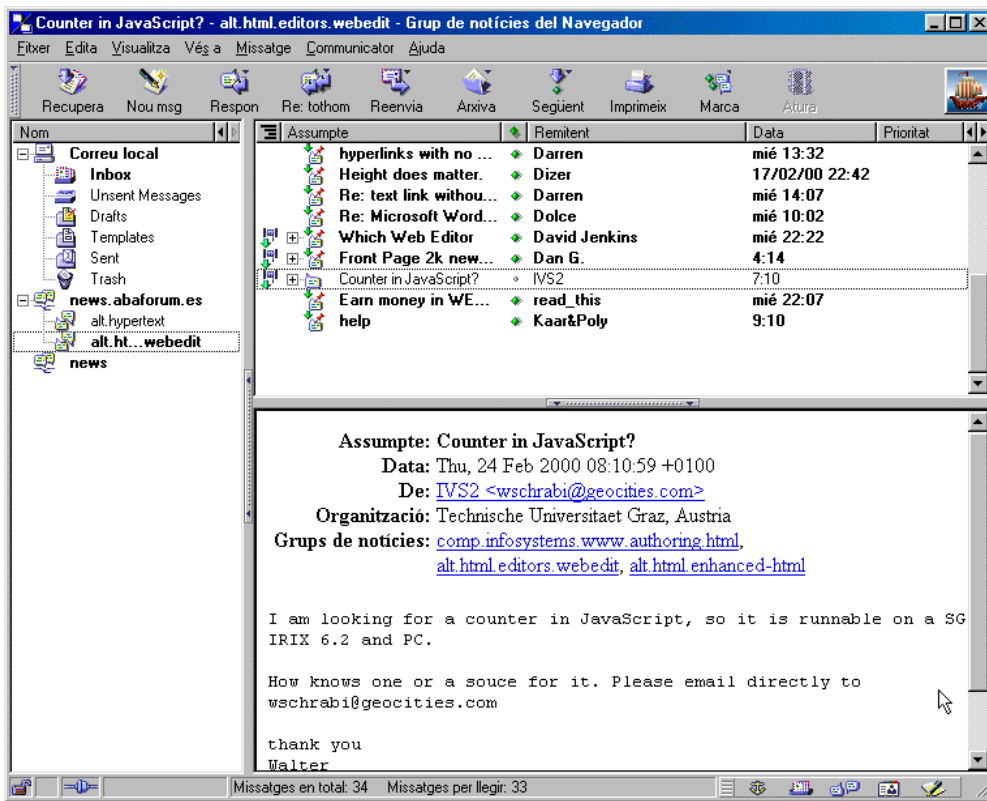 Counter in JavaScript? - alt.html.editors.webedit - Grup de notícies del Navegador
Fitxer Edita Visualitza Vés a Missatge Communicator Ajuda
Recupera Nou msg Respon Re: tothom Reenvia Arxiva Següent Imprimeix Marca Atura
Nom
Correu local
Inbox
Unsent Messages
Drafts
Templates
Sent
Trash
news.abaforum.es
alt.hypertext
alt.ht...webedit
news
Assumpte Remitent Data Prioritat
hyperlinks with no ... Darren mié 13:32
Height does matter. Dizer 17/02/00 22:42
Re: text link withou... Darren mié 14:07
Re: Microsoft Word... Dolce mié 10:02
Which Web Editor David Jenkins mié 22:22
Front Page 2k new... Dan G. 4:14
Counter in JavaScript? IVS2 7:10
Earn money in WE... read_this mié 22:07
help Kaar&Poly 9:10
Assumpte: Counter in JavaScript?
Data: Thu, 24 Feb 2000 08:10:59 +0100
De: IVS2 <wschrabi@geocities.com>
Organització: Technische Universitaet Graz, Austria
Grups de notícies: comp.infosystems.www.authoring.html,
alt.html.editors.webedit, alt.html.enhanced-html
I am looking for a counter in JavaScript, so it is runnable on a SG
IRIX 6.2 and PC.
How knows one or a souce for it. Please email directly to
wschrabi@geocities.com
thank you
Walter
Missatges en total: 34 Missatges per llegir: 33